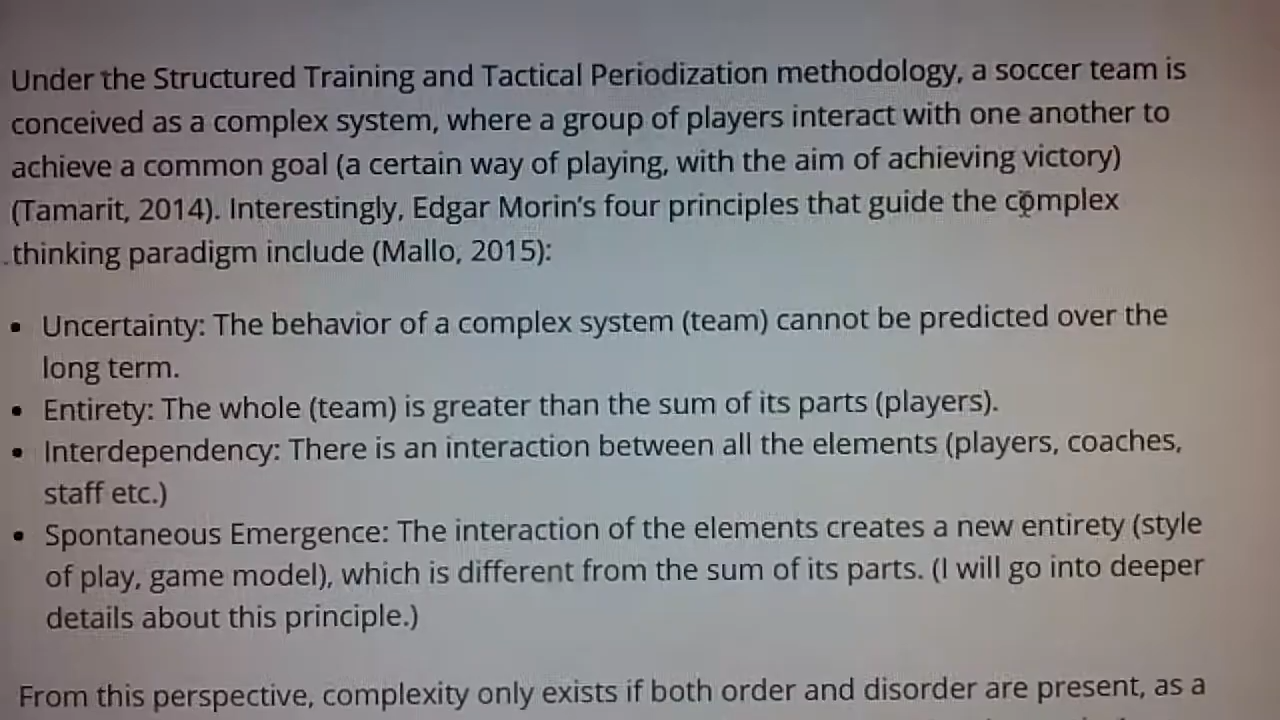 Under the Structured Training and Tactical Periodization methodology, a soccer team is
conceived as a complex system, where a group of players interact with one another to
achieve a common goal (a certain way of playing, with the aim of achieving victory)
(Tamarit, 2014). Interestingly, Edgar Morin's four principles that guide the complex
thinking paradigm include (Mallo, 2015):
• Uncertainty: The behavior of a complex system (team) cannot be predicted over the
long term.
• Entirety: The whole (team) is greater than the sum of its parts (players).
• Interdependency: There is an interaction between all the elements (players, coaches,
staff etc.)
• Spontaneous Emergence: The interaction of the elements creates a new entirety (style
of play, game model), which is different from the sum of its parts. (I will go into deeper
details about this principle.)
From this perspective, complexity only exists if both order and disorder are present, as a